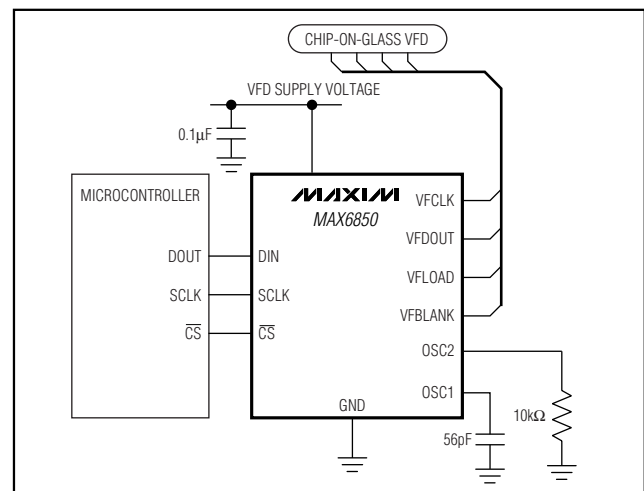 CHIP-ON-GLASS VFD
VFD SUPPLY VOLTAGE
0.1μF
MICROCONTROLLER
MAXIM
MAX6850
VFCLK
VFDOUT
VFLOAD
VFBLANK
OSC2
OSC1
DOUT
DIN
SCLK
SCLK
CS
CS
GND
56pF
10kΩ